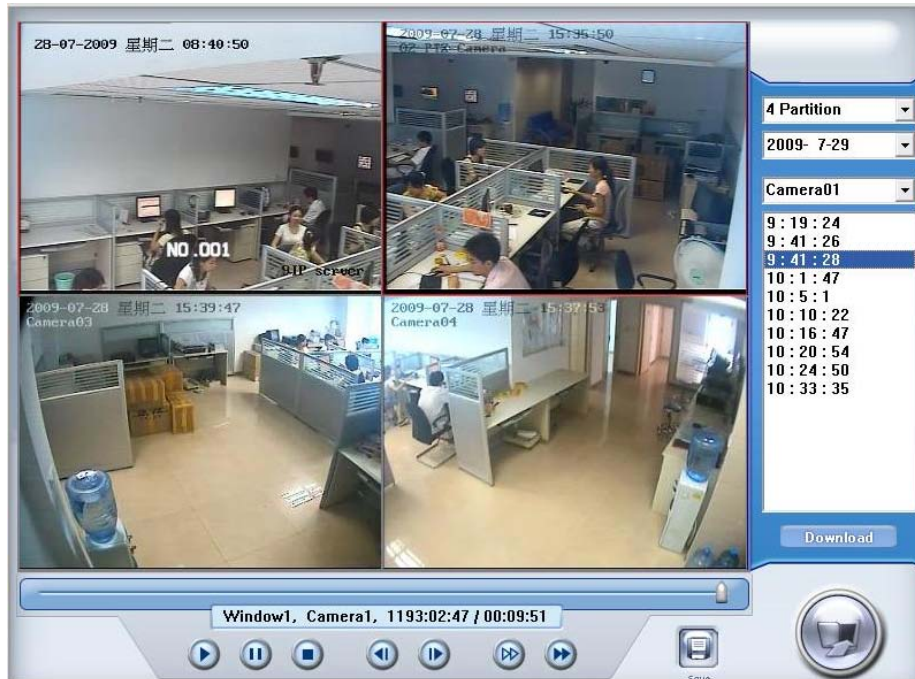 28-07-2009 星期二 08:40:50
NO.001
91P server
2009-07-28 星期二 15:35:50
02 PTZ Camera
2009-07-28 星期二 15:39:47
Camera03
2009-07-28 星期二 15:37:53
Camera04
4 Partition
2009- 7-29
Camera01
9:19:24
9:41:26
9:41:28
10:1:47
10:5:1
10:10:22
10:16:47
10:20:54
10:24:50
10:33:35
Download
Window1, Camera1, 1193:02:47 / 00:09:51
Save